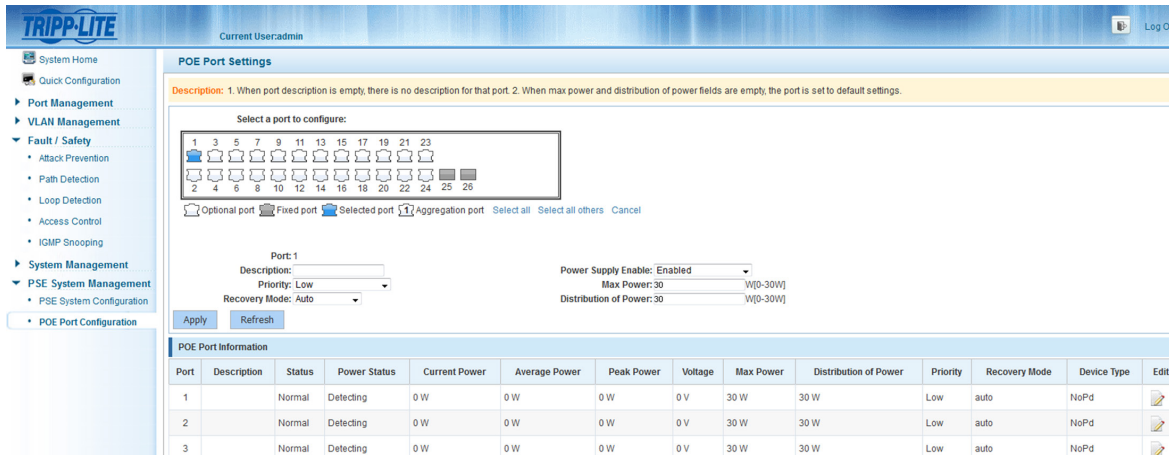 TRIPP·LITE
Current User:admin
Log O
System Home
Quick Configuration
Port Management
VLAN Management
Fault / Safety
• Attack Prevention
• Path Detection
• Loop Detection
• Access Control
• IGMP Snooping
System Management
PSE System Management
• PSE System Configuration
• POE Port Configuration
POE Port Settings
Description: 1. When port description is empty, there is no description for that port. 2. When max power and distribution of power fields are empty, the port is set to default settings.
Select a port to configure:
1 3 5 7 9 11 13 15 17 19 21 23
2 4 6 8 10 12 14 16 18 20 22 24 25 26
Optional port Fixed port Selected port 1 Aggregation port Select all Select all others Cancel
Port: 1
Description: Power Supply Enable: Enabled
Priority: Low Max Power: 30 W[0-30W]
Recovery Mode: Auto Distribution of Power: 30 W[0-30W]
Apply Refresh
POE Port Information
Port Description Status Power Status Current Power Average Power Peak Power Voltage Max Power Distribution of Power Priority Recovery Mode Device Type Edit
1 Normal Detecting 0 W 0 W 0 W 0 V 30 W 30 W Low auto NoPd
2 Normal Detecting 0 W 0 W 0 W 0 V 30 W 30 W Low auto NoPd
3 Normal Detecting 0 W 0 W 0 W 0 V 30 W 30 W Low auto NoPd